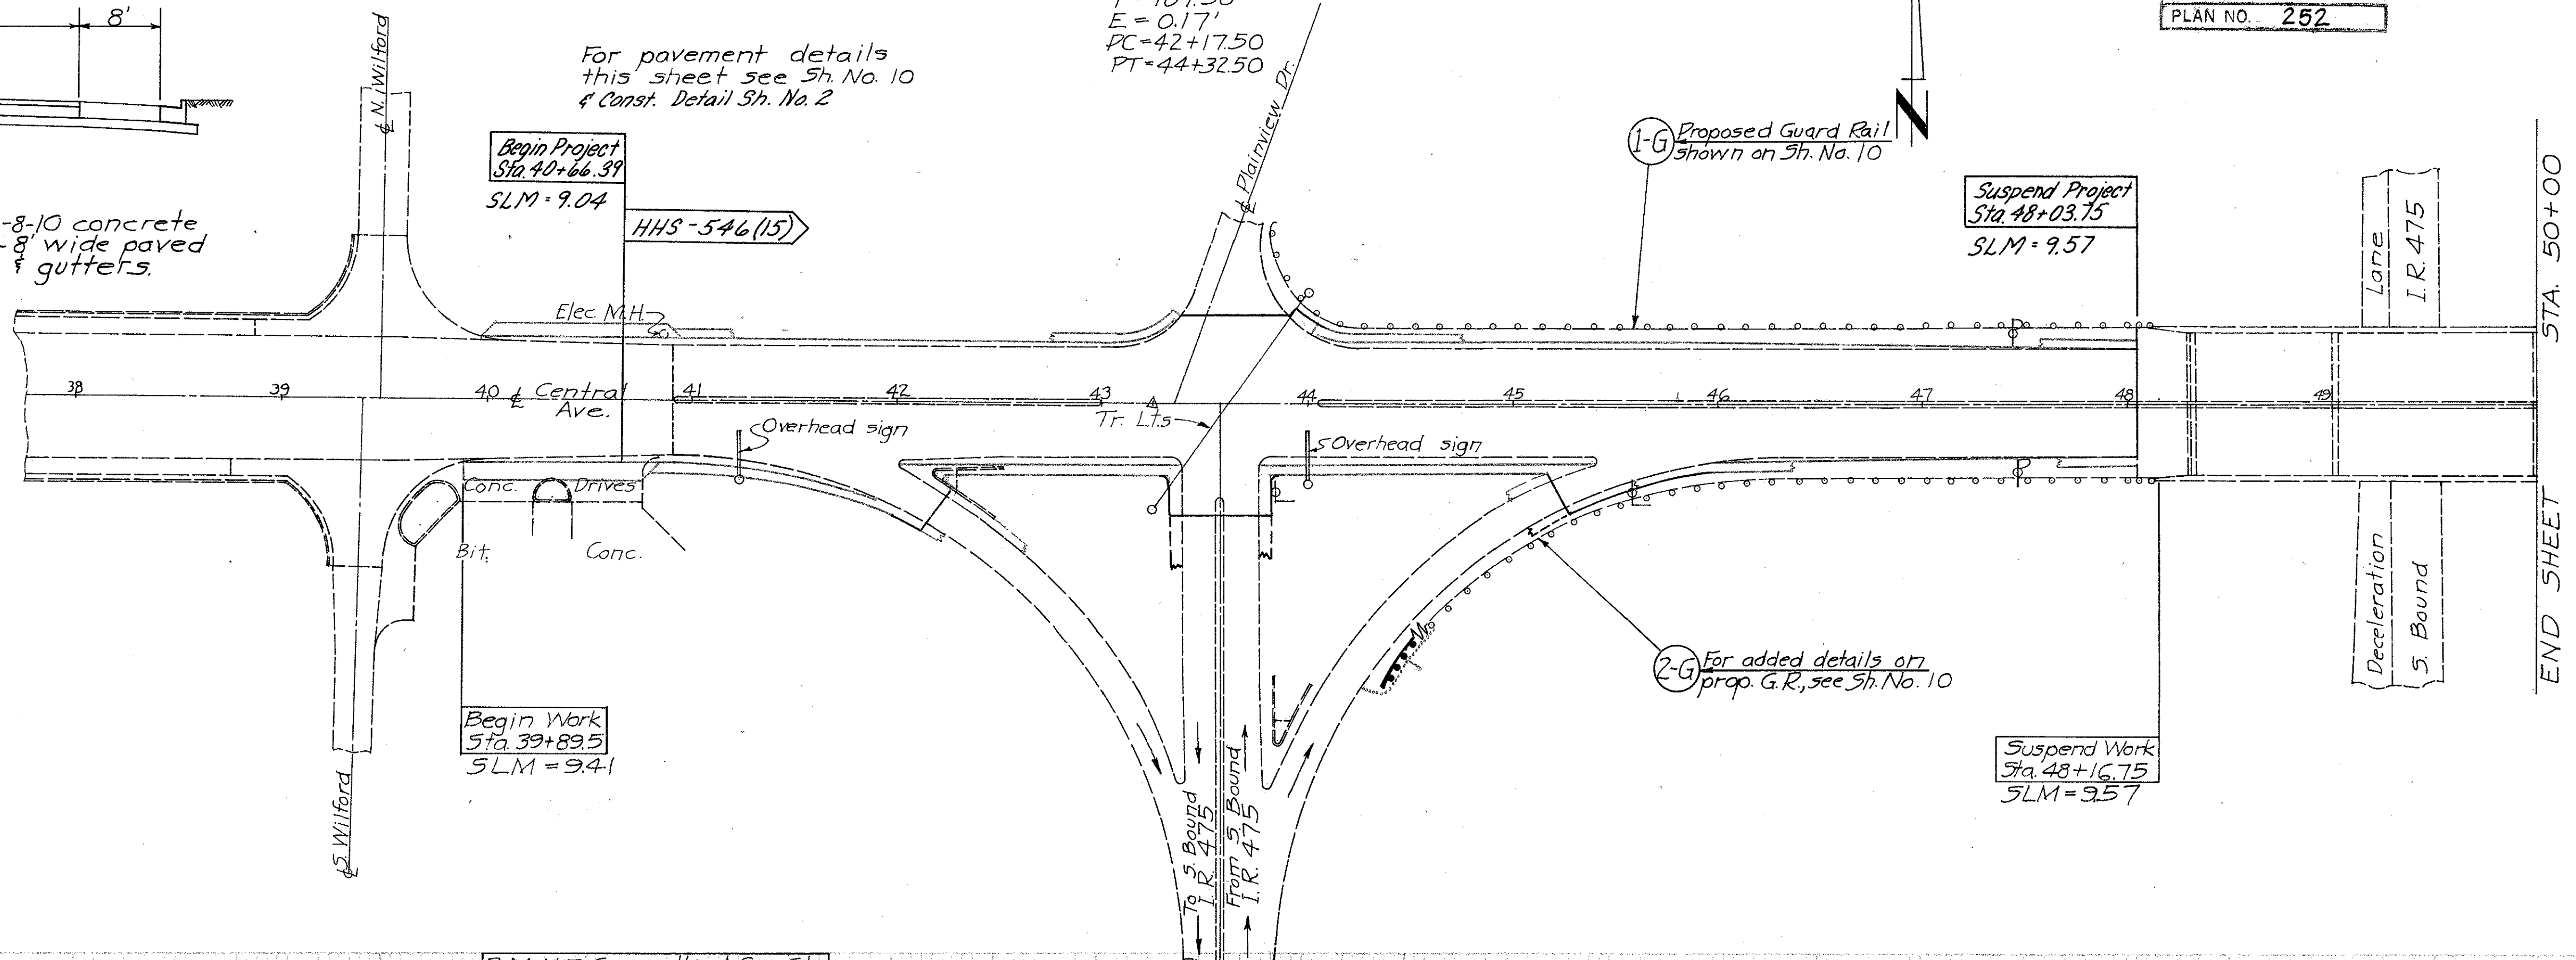 8'
E = 0.17'
PC=42+17.50
PT=44+32.50
PLAN NO. 252
℄ N. Wilford
For pavement details
this sheet see Sh. No. 10
& Const. Detail Sh. No. 2
℄ Plainview Dr.
N
Begin Project
Sta. 40+66.39
SLM = 9.04
HHS-546(15)
1-G
Proposed Guard Rail
shown on Sh. No. 10
Suspend Project
Sta. 48+03.75
SLM = 9.57
-8-10 concrete
-8' wide paved
& gutters.
Lane
I.R. 475
STA. 50+00
END SHEET
Elec M.H.
38
39
40
℄ Central
Ave.
41
42
43
44
45
46
47
48
49
Tr. Lts
Overhead sign
Overhead sign
Conc. Drives
Bit.
Conc.
Deceleration
S. Bound
2-G
For added details on
prop. G.R., see Sh. No. 10
Begin Work
Sta. 39+89.5
SLM = 9.41
Suspend Work
Sta. 48+16.75
SLM = 9.57
℄ S. Wilford
To S. Bound
I.R. 475
From S. Bound
I.R. 475